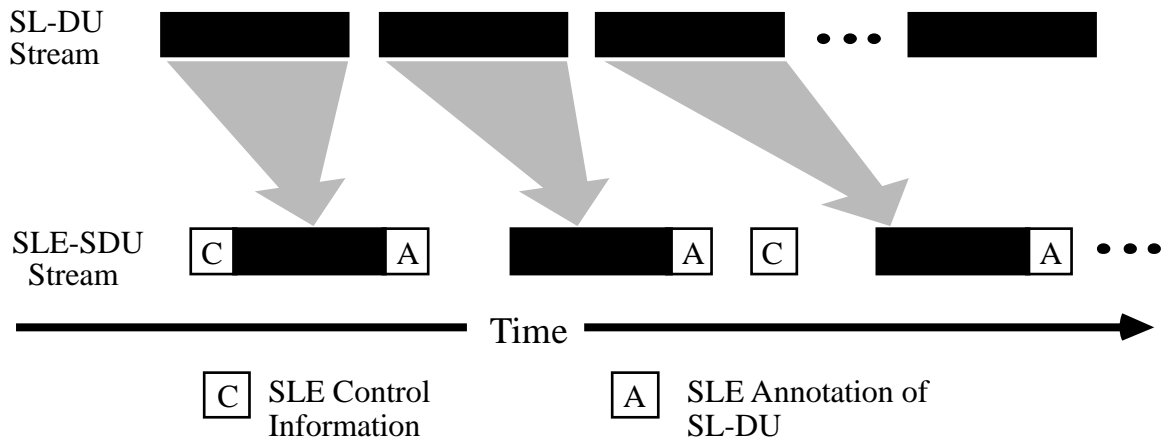 SL-DU
Stream
SLE-SDU
Stream
C
A
A
C
A
Time
C
SLE Control
Information
A
SLE Annotation of
SL-DU